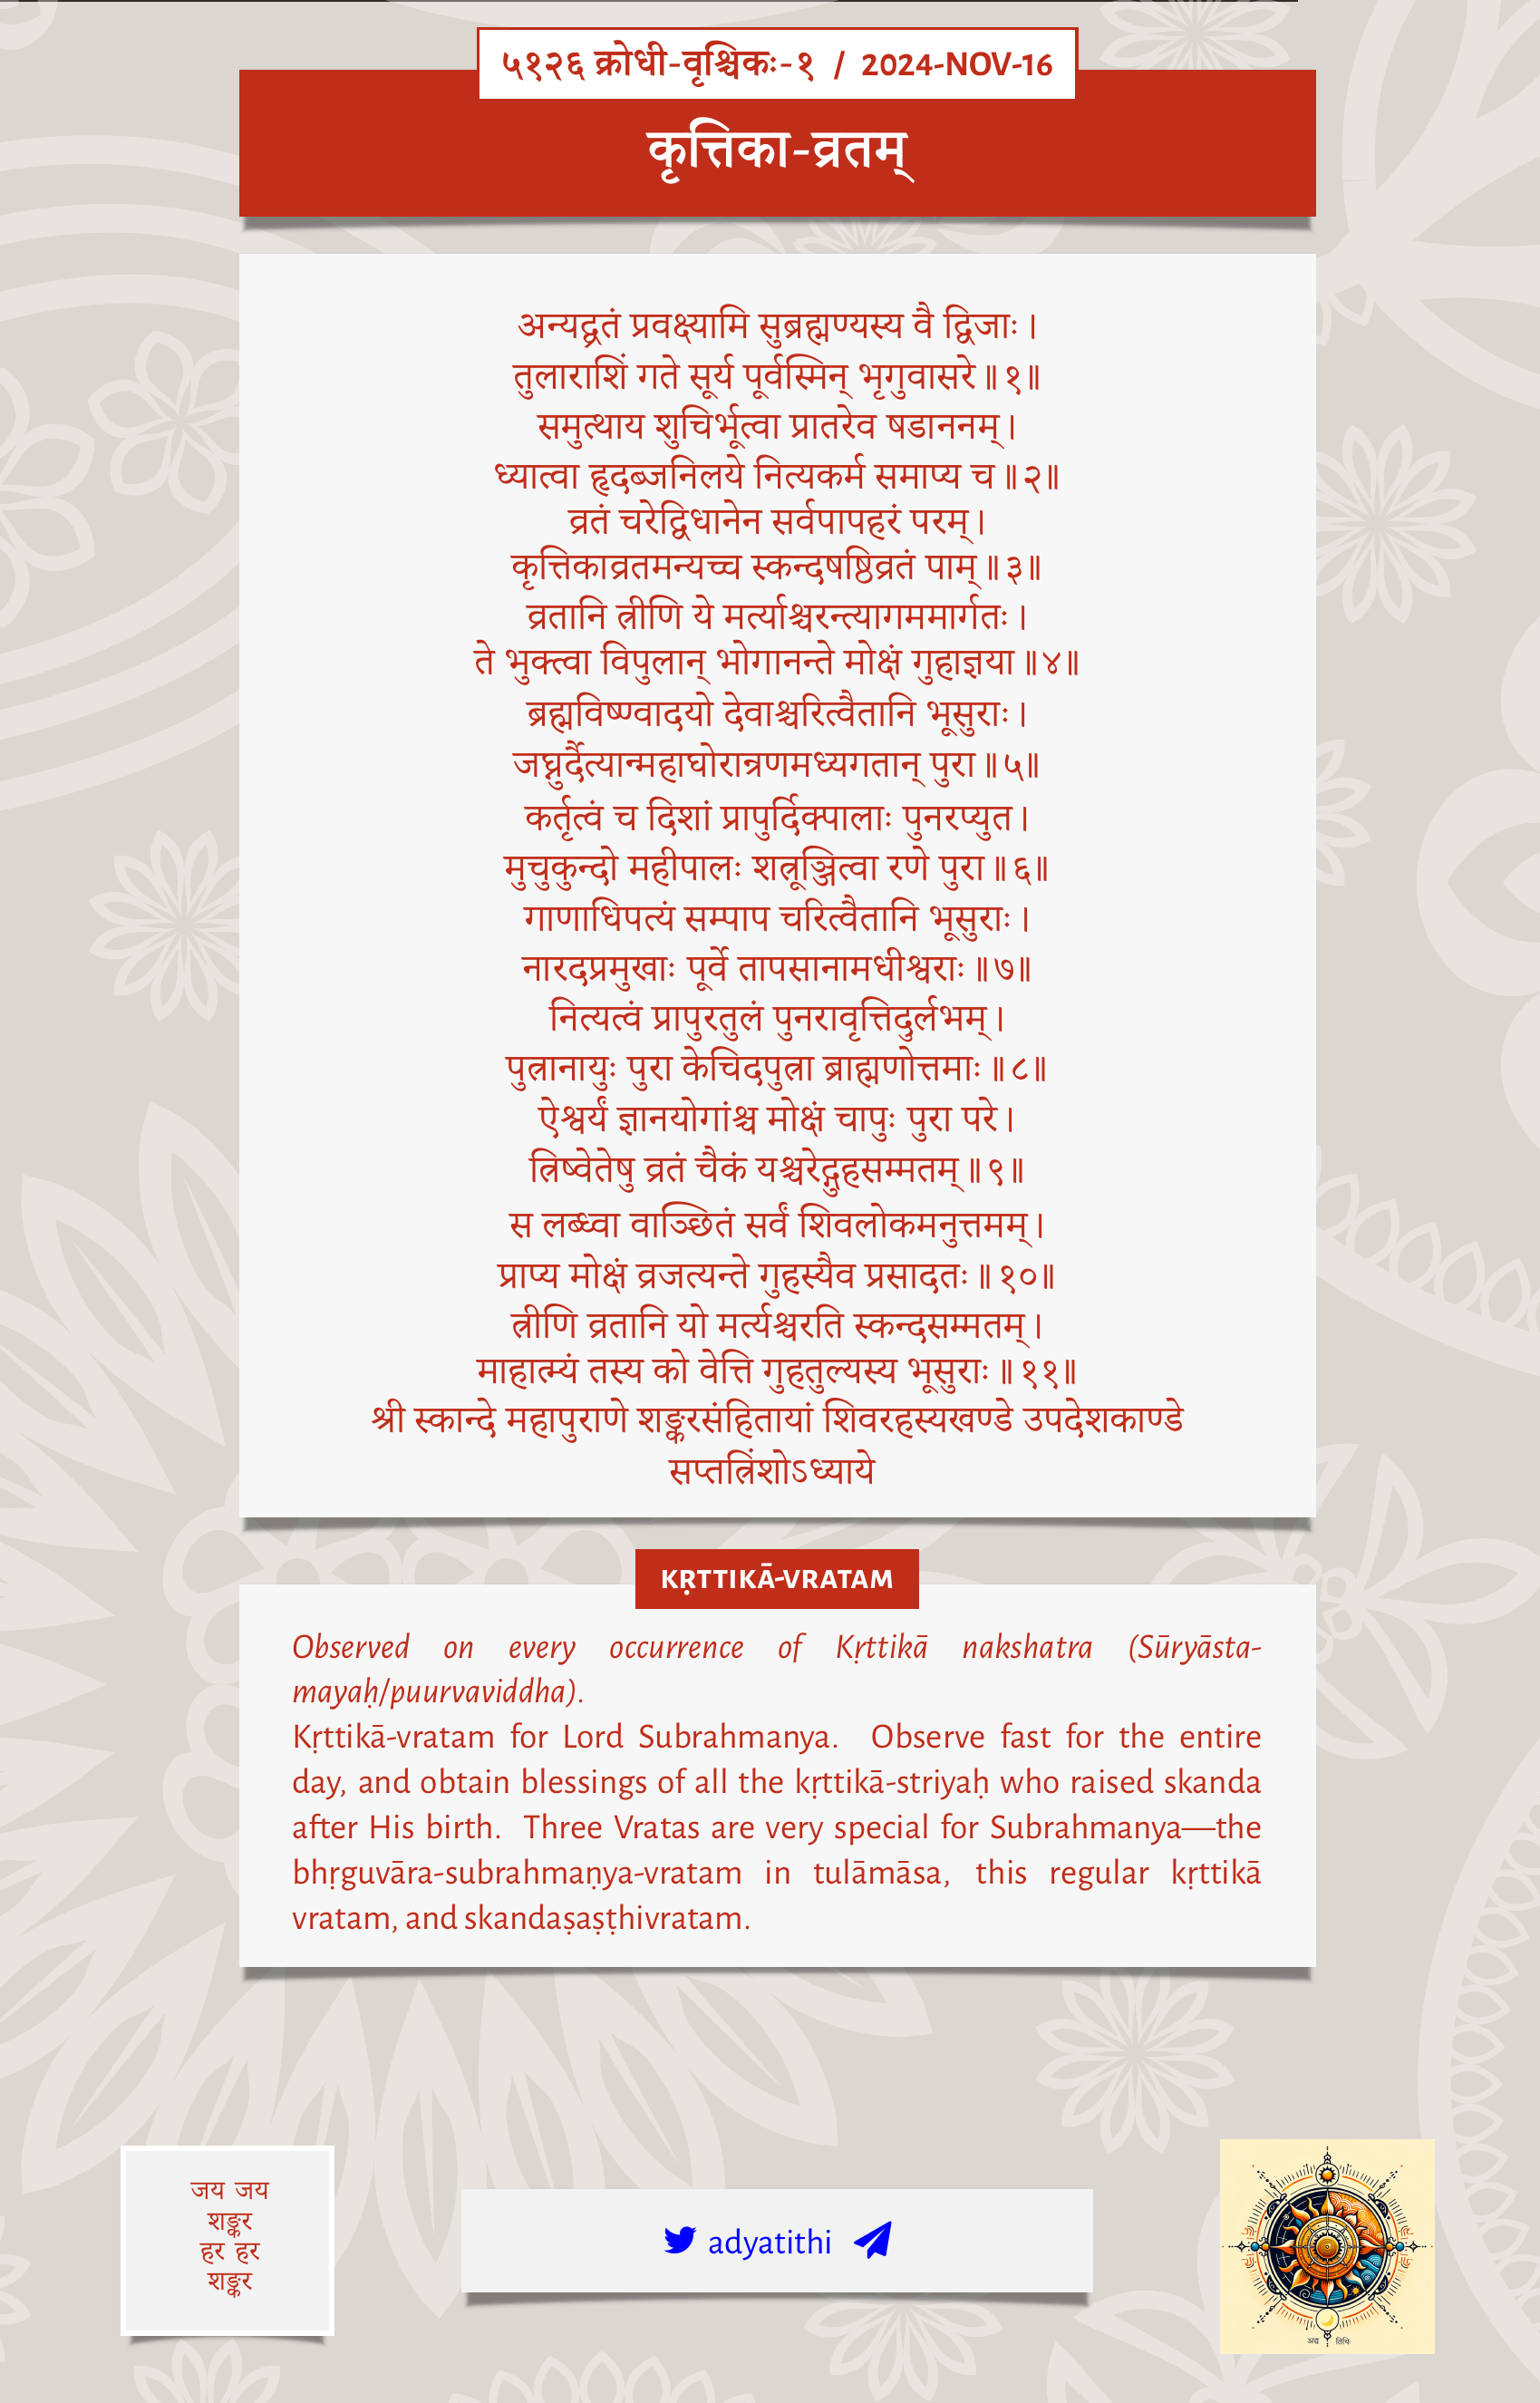 ५१२६ क्रोधी-वृश्चिकः-१ / 2024-NOV-16
कृत्तिका-व्रतम्
अन्यद्व्रतं प्रवक्ष्यामि सुब्रह्मण्यस्य वै द्विजाः।
तुलाराशिं गते सूर्य पूर्वस्मिन् भृगुवासरे॥१॥
समुत्थाय शुचिर्भूत्वा प्रातरेव षडाननम्।
ध्यात्वा हृदब्जनिलये नित्यकर्म समाप्य च॥२॥
व्रतं चरेद्विधानेन सर्वपापहरं परम्।
कृत्तिकाव्रतमन्यच्च स्कन्दषष्ठिव्रतं पाम्॥३॥
व्रतानि त्रीणि ये मर्त्याश्चरन्त्यागममार्गतः।
ते भुक्त्वा विपुलान् भोगानन्ते मोक्षं गुहाज्ञया॥४॥
ब्रह्मविष्ण्वादयो देवाश्चरित्वैतानि भूसुराः।
जघ्नुर्दैत्यान्महाघोरान्रणमध्यगतान् पुरा॥५॥
कर्तृत्वं च दिशां प्रापुर्दिक्पालाः पुनरप्युत।
मुचुकुन्दो महीपालः शत्रूञ्जित्वा रणे पुरा॥६॥
गाणाधिपत्यं सम्पाप चरित्वैतानि भूसुराः।
नारदप्रमुखाः पूर्वे तापसानामधीश्वराः॥७॥
नित्यत्वं प्रापुरतुलं पुनरावृत्तिदुर्लभम्।
पुत्रानायुः पुरा केचिदपुत्रा ब्राह्मणोत्तमाः॥८॥
ऐश्वर्यं ज्ञानयोगांश्च मोक्षं चापुः पुरा परे।
त्रिष्वेतेषु व्रतं चैकं यश्चरेद्गुहसम्मतम्॥९॥
स लब्ध्वा वाञ्छितं सर्वं शिवलोकमनुत्तमम्।
प्राप्य मोक्षं व्रजत्यन्ते गुहस्यैव प्रसादतः॥१०॥
त्रीणि व्रतानि यो मर्त्यश्चरति स्कन्दसम्मतम्।
माहात्म्यं तस्य को वेत्ति गुहतुल्यस्य भूसुराः॥११॥
श्री स्कान्दे महापुराणे शङ्करसंहितायां शिवरहस्यखण्डे उपदेशकाण्डे
सप्तत्रिंशोऽध्याये
KṚTTIKĀ-VRATAM
Observed on every occurrence of Kṛttikā nakshatra (Sūryāsta-
mayaḥ/puurvaviddha).
Kṛttikā-vratam for Lord Subrahmanya. Observe fast for the entire
day, and obtain blessings of all the kṛttikā-striyaḥ who raised skanda
after His birth. Three Vratas are very special for Subrahmanya—the
bhṛguvāra-subrahmaṇya-vratam in tulāmāsa, this regular kṛttikā
vratam, and skandaṣaṣṭhivratam.
जय जय
शङ्कर
हर हर
शङ्कर
adyatithi
अद्य तिथिः